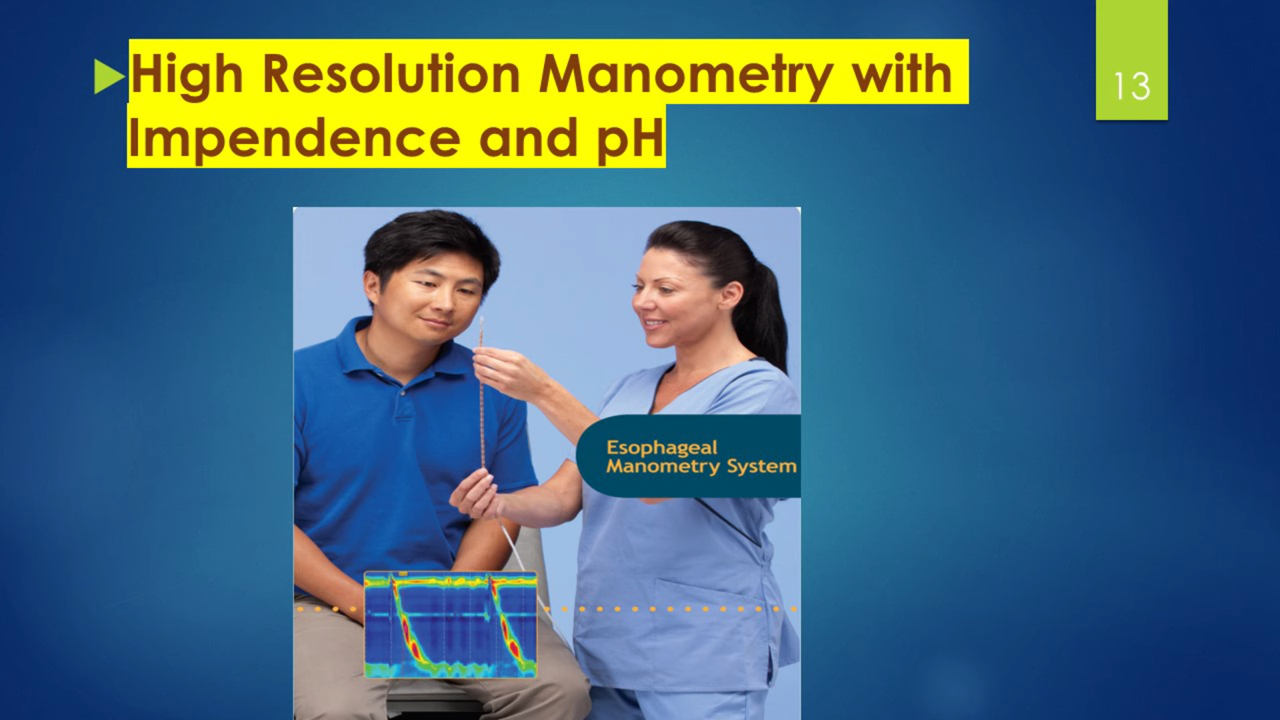 High Resolution Manometry with
Impendence and pH
13
Esophageal
Manometry System